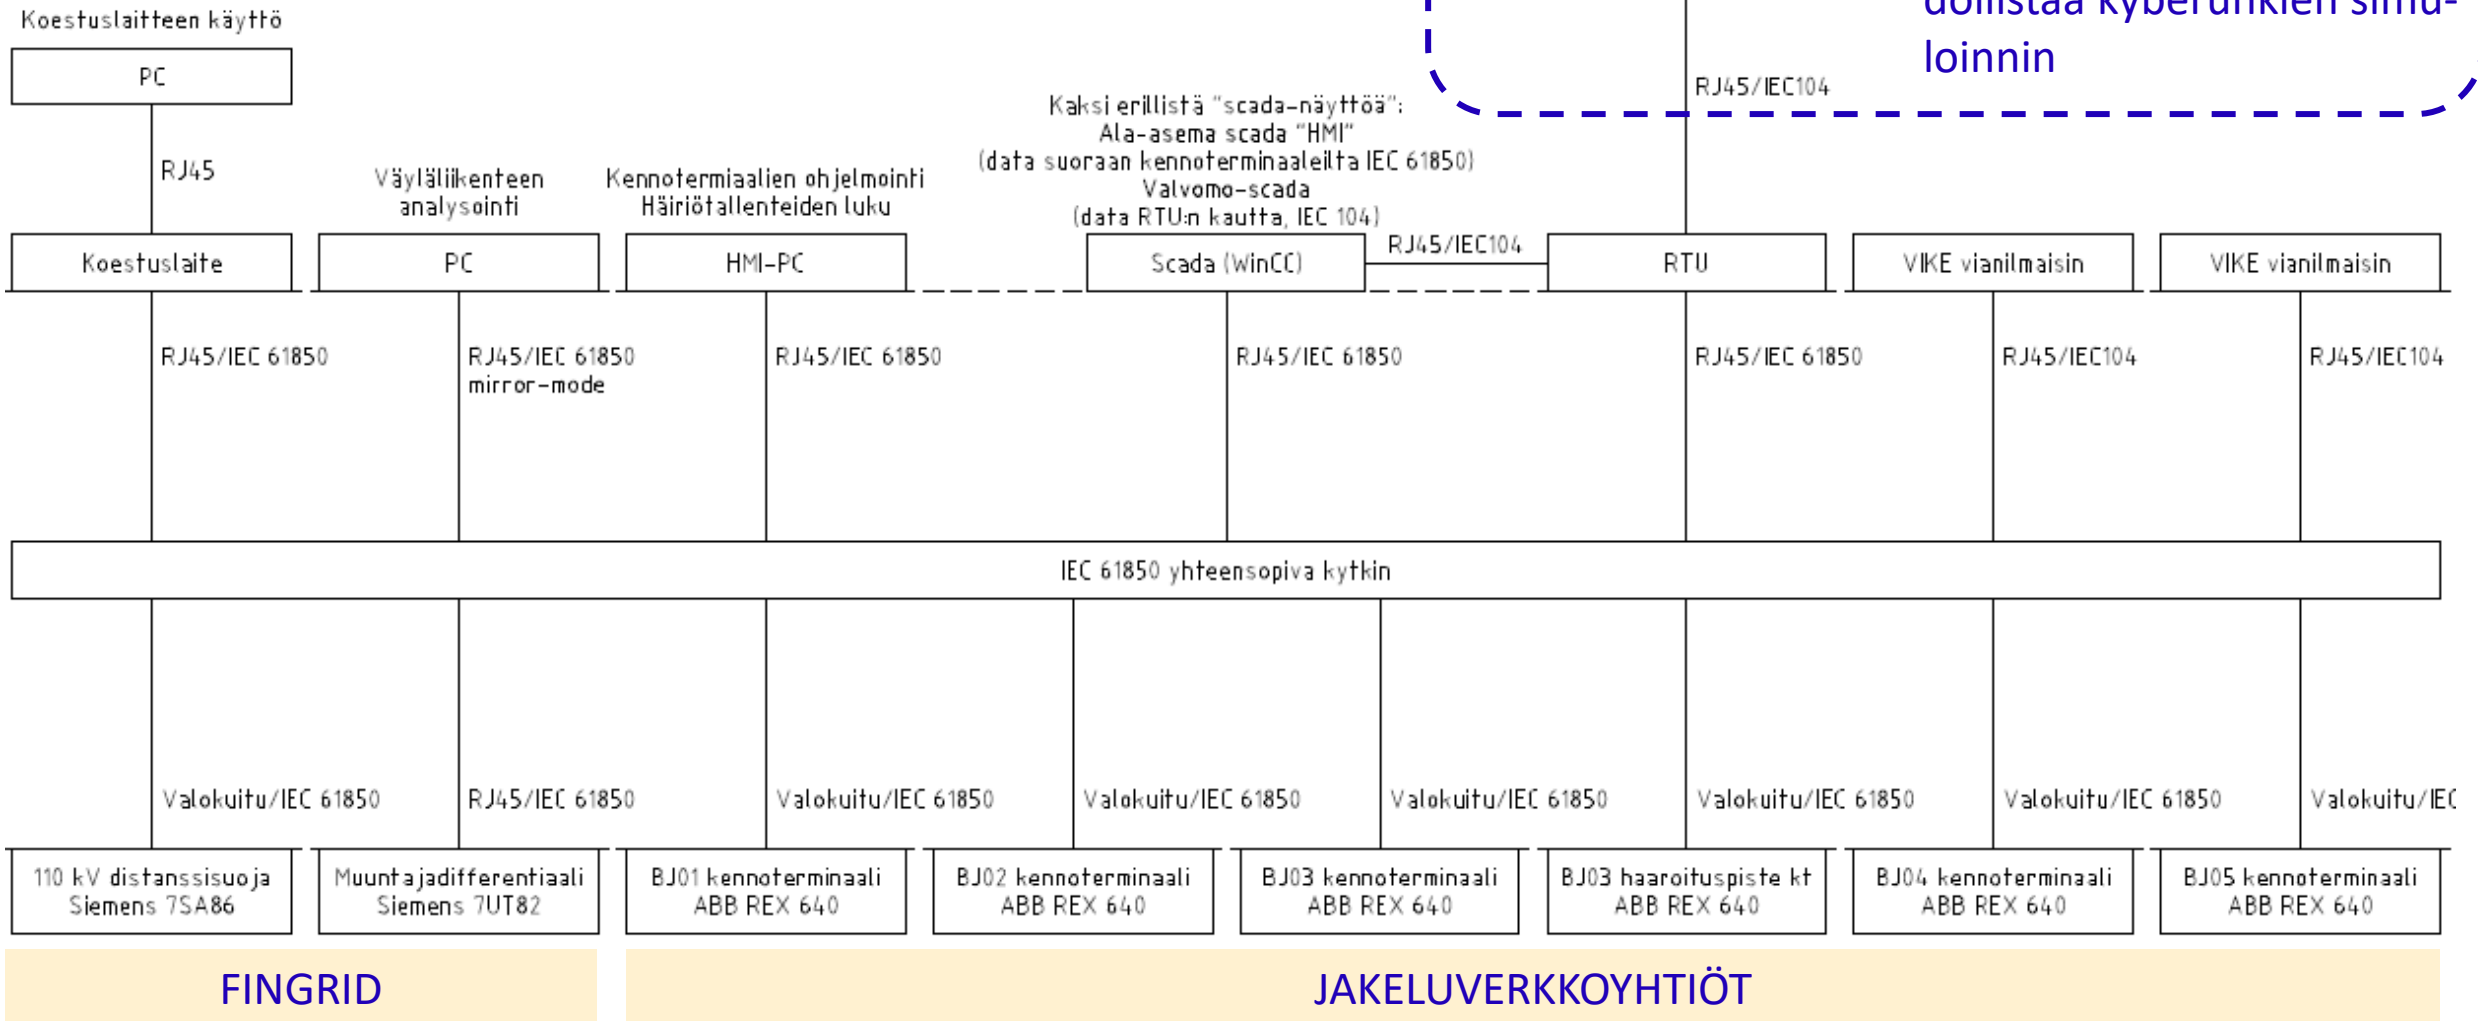 Koestuslaitteen käyttö
PC
RJ45
loinnin
RJ45/IEC104
Kaksi erillistä "scada-näyttöä":
Ala-asema scada "HMI"
(data suoraan kennoterminaaleilta IEC 61850)
Valvomo-scada
(data RTU:n kautta, IEC 104)
Väyläliikenteen
analysointi
Kennotermiaalien ohjelmointi
Häiriötallenteiden luku
Koestuslaite
PC
HMI-PC
Scada (WinCC)
RJ45/IEC104
RTU
VIKE vianilmaisin
VIKE vianilmaisin
RJ45/IEC 61850
RJ45/IEC 61850
mirror-mode
RJ45/IEC 61850
RJ45/IEC 61850
RJ45/IEC 61850
RJ45/IEC104
RJ45/IEC104
IEC 61850 yhteensopiva kytkin
Valokuitu/IEC 61850
RJ45/IEC 61850
Valokuitu/IEC 61850
Valokuitu/IEC 61850
Valokuitu/IEC 61850
Valokuitu/IEC 61850
Valokuitu/IEC 61850
Valokuitu/IEC
110 kV distanssisuoja
Siemens 7SA86
Muuntajadifferentiaali
Siemens 7UT82
BJ01 kennoterminaali
ABB REX 640
BJ02 kennoterminaali
ABB REX 640
BJ03 kennoterminaali
ABB REX 640
BJ03 haaroituspiste kt
ABB REX 640
BJ04 kennoterminaali
ABB REX 640
BJ05 kennoterminaali
ABB REX 640
FINGRID
JAKELUVERKKOYHTIÖT